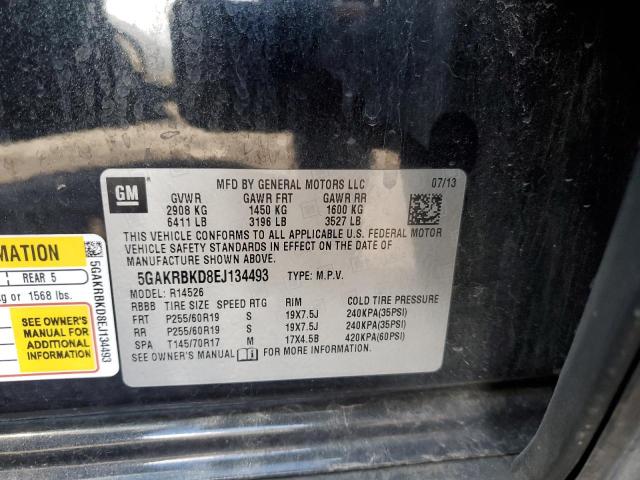 GM
MFD BY GENERAL MOTORS LLC 07/13
GVWR GAWR FRT GAWR RR
2908 KG 1450 KG 1600 KG
6411 LB 3196 LB 3527 LB
THIS VEHICLE CONFORMS TO ALL APPLICABLE U.S. FEDERAL MOTOR
VEHICLE SAFETY STANDARDS IN EFFECT ON THE DATE OF
MANUFACTURE SHOWN ABOVE.
5GAKRBKD8EJ134493 TYPE: M.P.V.
MODEL: R14526
RBBB TIRE SIZE SPEED RTG RIM COLD TIRE PRESSURE
FRT P255/60R19 S 19X7.5J 240KPA(35PSI)
RR P255/60R19 S 19X7.5J 240KPA(35PSI)
SPA T145/70R17 M 17X4.5B 420KPA(60PSI)
SEE OWNER'S MANUAL FOR MORE INFORMATION
MATION
REAR 5
kg or 1568 lbs.
SEE OWNER'S
MANUAL FOR
ADDITIONAL
INFORMATION
5GAKRBKD8EJ134493